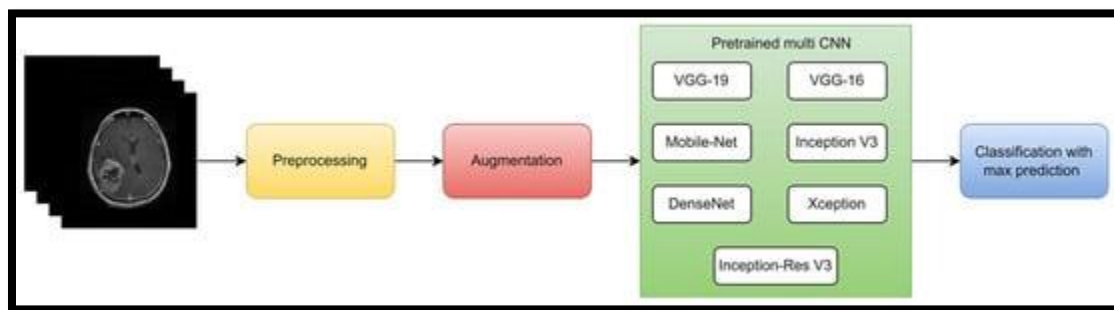 Pretrained multi CNN
VGG-19
VGG-16
Preprocessing
Augmentation
Mobile-Net
Inception V3
Classification with
max prediction
DenseNet
Xception
Inception-Res V3